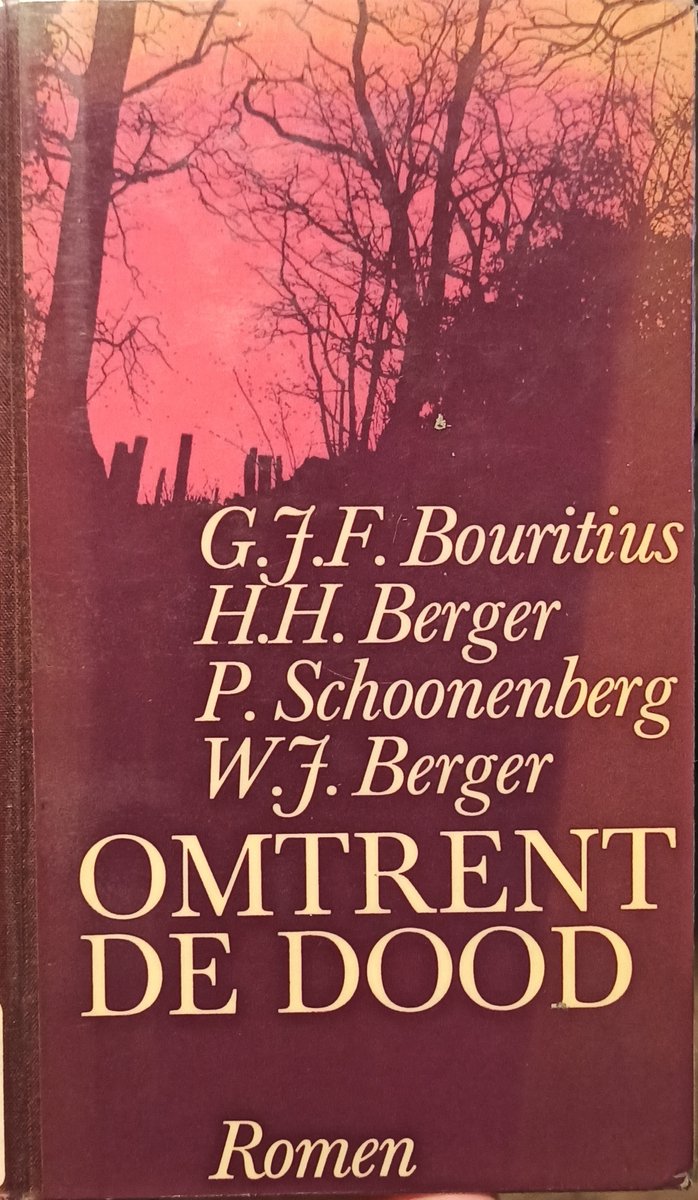 G.J.F. Bouritius
H.H. Berger
P. Schoonenberg
W.J. Berger
OMTRENT
DE DOOD
Romen